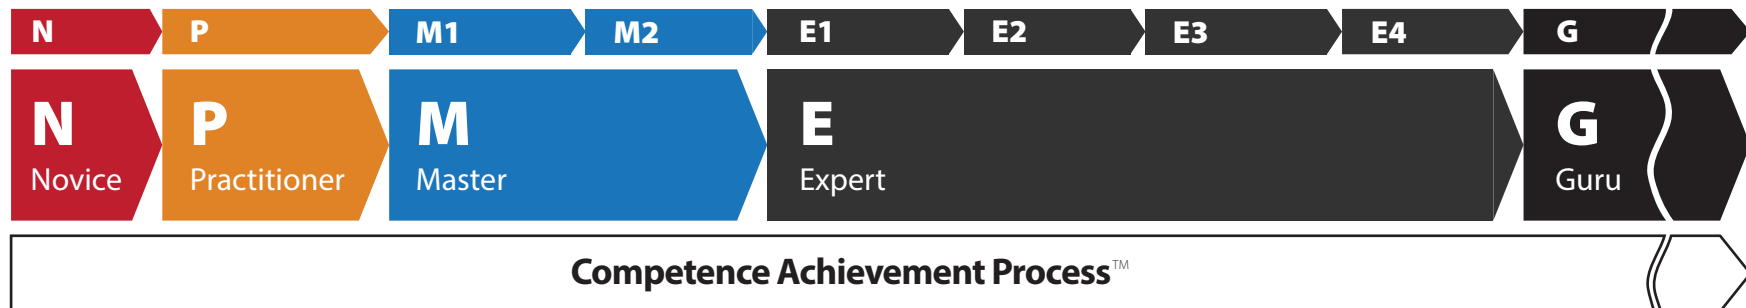 N P M1 M2 E1 E2 E3 E4 G
N P M E G
Novice Practitioner Master Expert Guru
Competence Achievement Process™